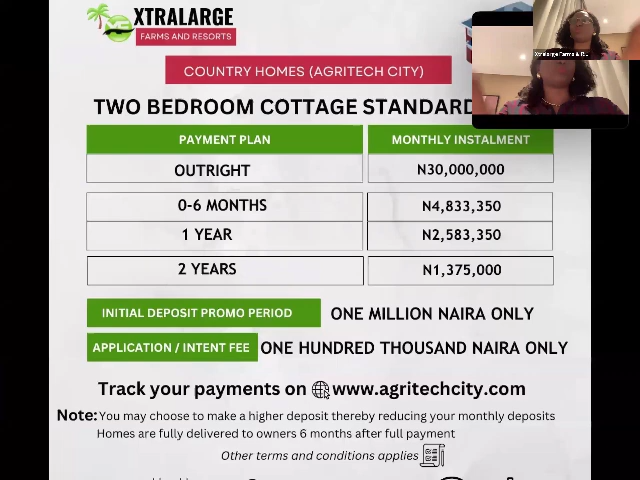 XTRALARGE
FARMS AND RESORTS
Xtralarge Farms & R...
COUNTRY HOMES (AGRITECH CITY)
TWO BEDROOM COTTAGE STANDARD
PAYMENT PLAN MONTHLY INSTALMENT
OUTRIGHT N30,000,000
0-6 MONTHS N4,833,350
1 YEAR N2,583,350
2 YEARS N1,375,000
INITIAL DEPOSIT PROMO PERIOD ONE MILLION NAIRA ONLY
APPLICATION / INTENT FEE ONE HUNDRED THOUSAND NAIRA ONLY
Track your payments on www.agritechcity.com
Note: You may choose to make a higher deposit thereby reducing your monthly deposits
Homes are fully delivered to owners 6 months after full payment
Other terms and conditions applies